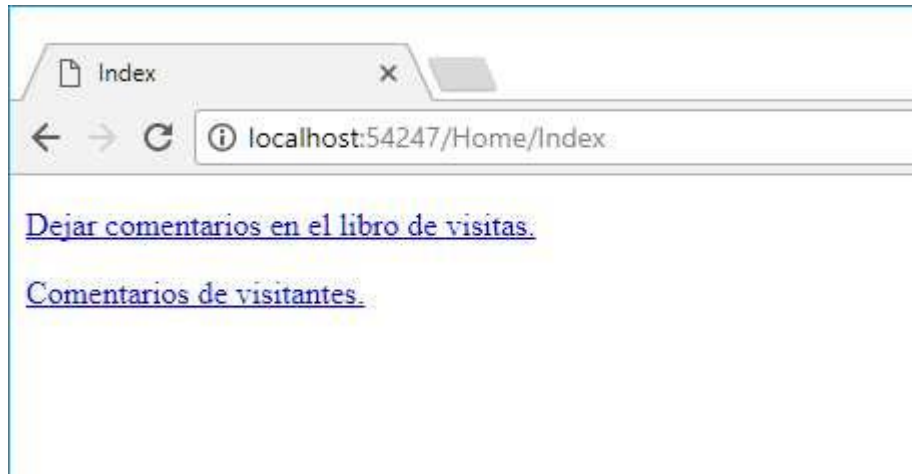 Index
localhost:54247/Home/Index
Dejar comentarios en el libro de visitas.
Comentarios de visitantes.